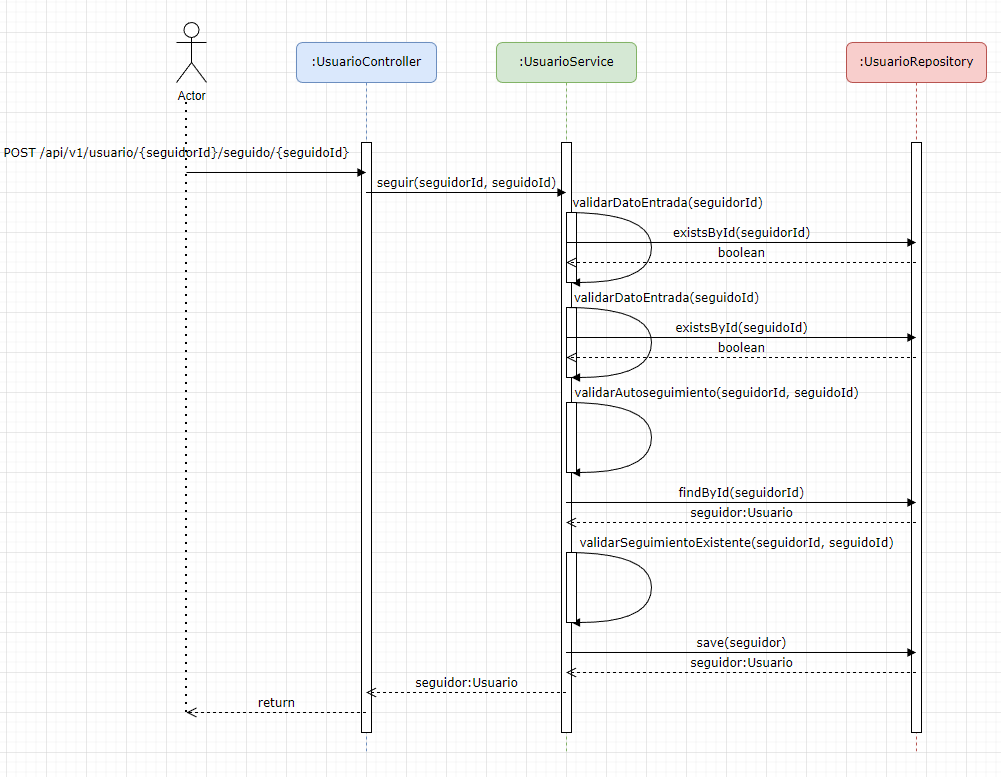 Actor
:UsuarioController
:UsuarioService
:UsuarioRepository
POST /api/v1/usuario/{seguidorId}/seguido/{seguidoId}
seguir(seguidorId, seguidoId)
validarDatoEntrada(seguidorId)
existsById(seguidorId)
boolean
validarDatoEntrada(seguidoId)
existsById(seguidoId)
boolean
validarAutoseguimiento(seguidorId, seguidoId)
findById(seguidorId)
seguidor:Usuario
validarSeguimientoExistente(seguidorId, seguidoId)
save(seguidor)
seguidor:Usuario
seguidor:Usuario
return